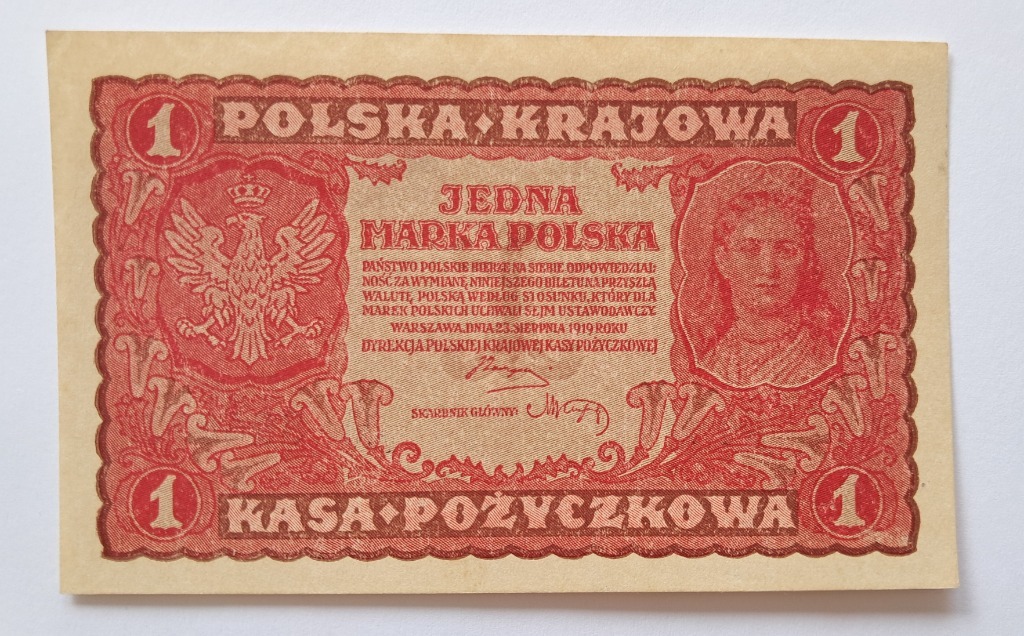 1 POLSKA·KRAJOWA 1
JEDNA
MARKA POLSKA
PAŃSTWO POLSKIE BIERZE NA SIEBIE ODPOWIEDZIAL
NOŚĆ ZA WYMIANĘ NINIEJSZEGO BILETU NA PRZYSZŁĄ
WALUTĘ POLSKĄ WEDŁUG STOSUNKU, KTÓRY DLA
MAREK POLSKICH UCHWALI SEJM USTAWODAWCZY.
WARSZAWA, DNIA 23. SIERPNIA 1919 ROKU
DYREKCJA POLSKIEJ KRAJOWEJ KASY POŻYCZKOWEJ
SKARBNIK GŁÓWNY:
1 KASA·POŻYCZKOWA 1